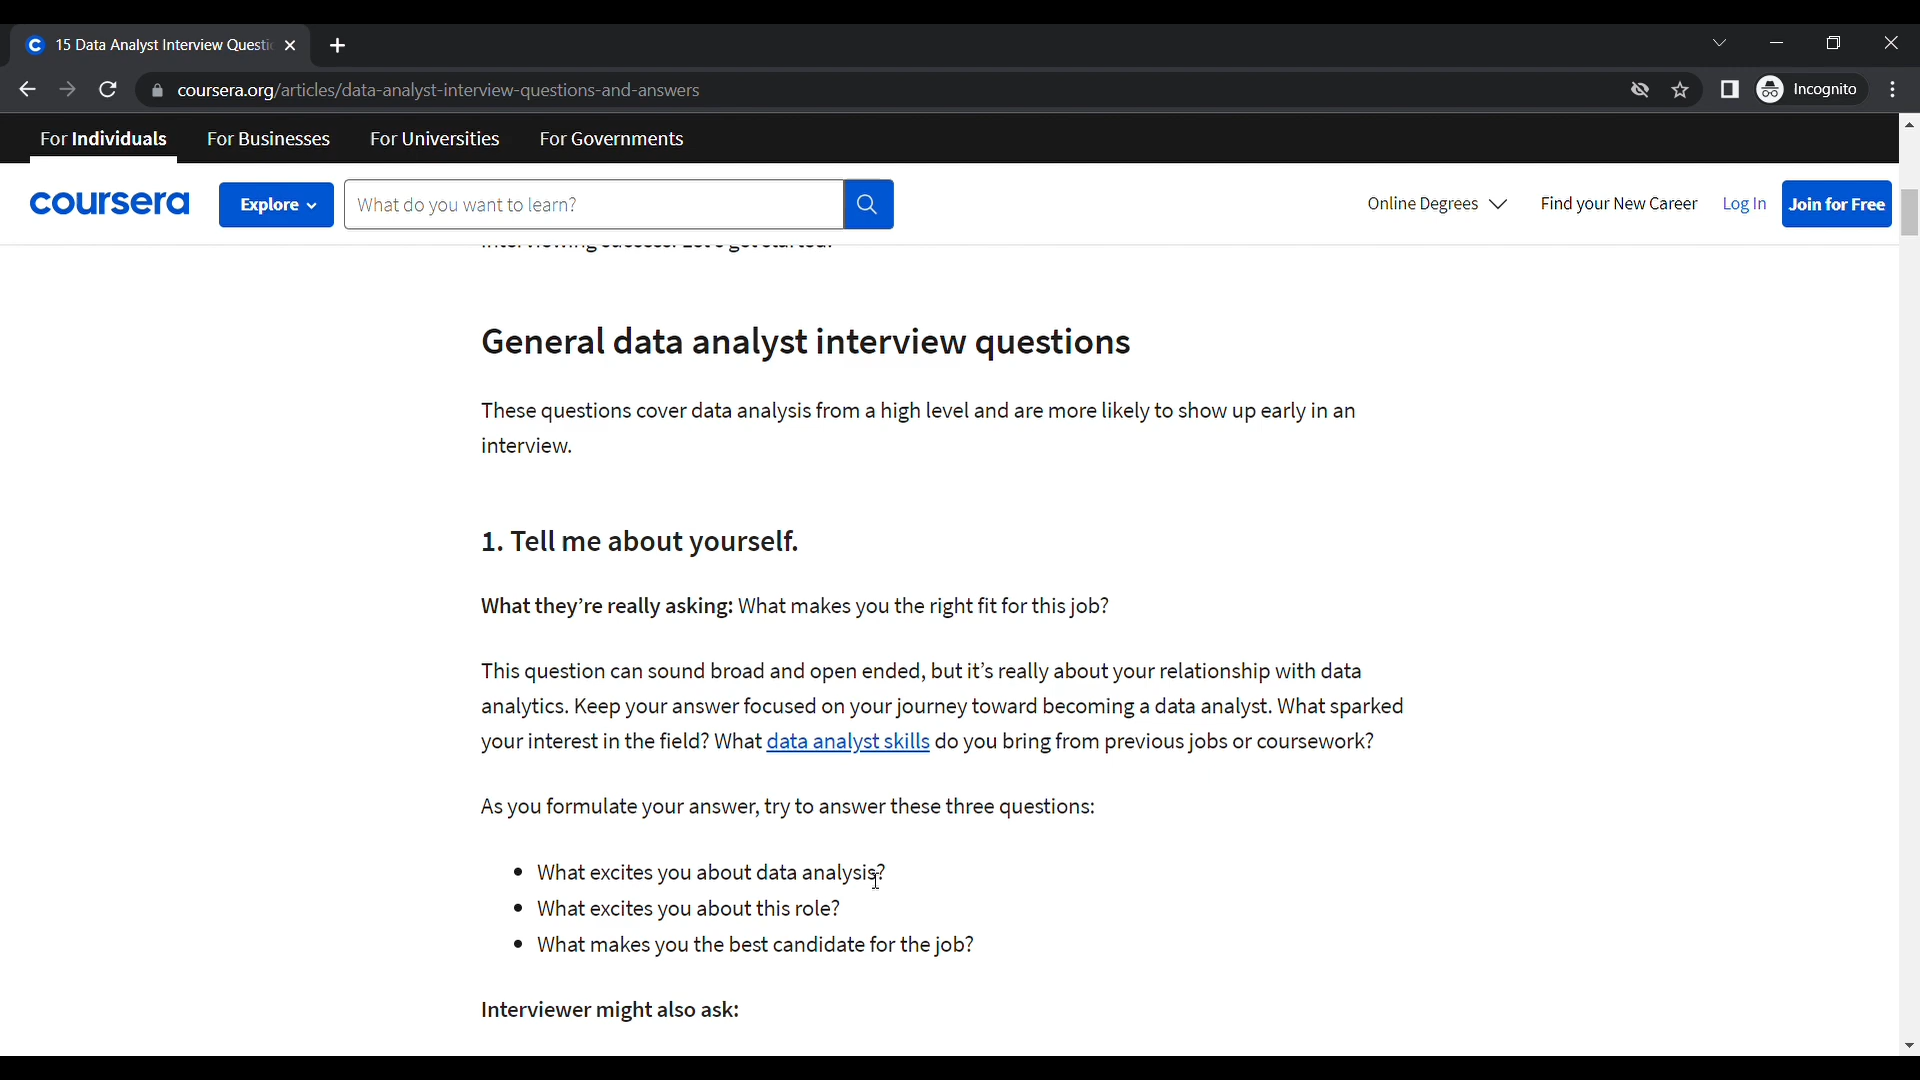 15 Data Analyst Interview Questi
coursera.org/articles/data-analyst-interview-questions-and-answers
Incognito
For Individuals For Businesses For Universities For Governments
coursera Explore What do you want to learn? Online Degrees Find your New Career Log In Join for Free
interviewing success. Let's get started.
General data analyst interview questions
These questions cover data analysis from a high level and are more likely to show up early in an
interview.
1. Tell me about yourself.
What they’re really asking: What makes you the right fit for this job?
This question can sound broad and open ended, but it’s really about your relationship with data
analytics. Keep your answer focused on your journey toward becoming a data analyst. What sparked
your interest in the field? What data analyst skills do you bring from previous jobs or coursework?
As you formulate your answer, try to answer these three questions:
• What excites you about data analysis?
• What excites you about this role?
• What makes you the best candidate for the job?
Interviewer might also ask: